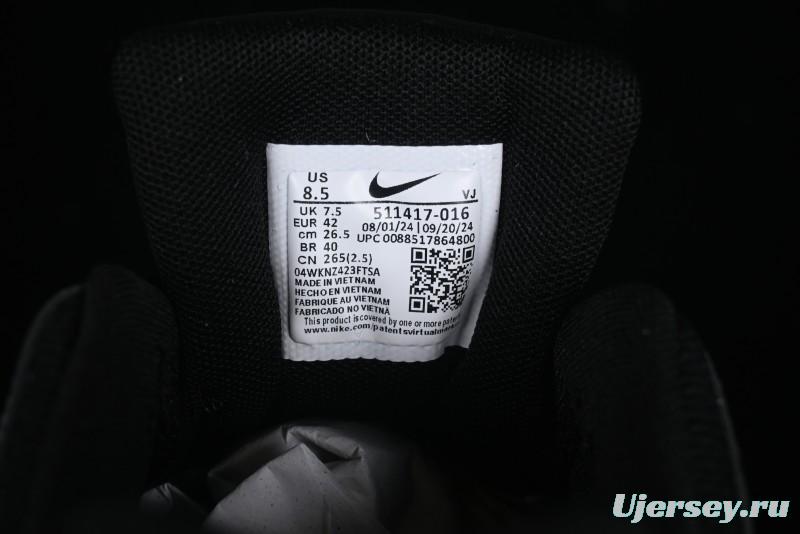 US
8.5
VJ
UK 7.5
EUR 42
cm 26.5
BR 40
CN 265(2.5)
511417-016
08/01/24 | 09/20/24
UPC 0088517864800
04WKNZ423FTSA
MADE IN VIETNAM
HECHO EN VIETNAM
FABRIQUE AU VIETNAM
FABRICADO NO VIETNÃ
This product is covered by one or more patents
www.nike.com/patentsvirtualmark
Ujersey.ru